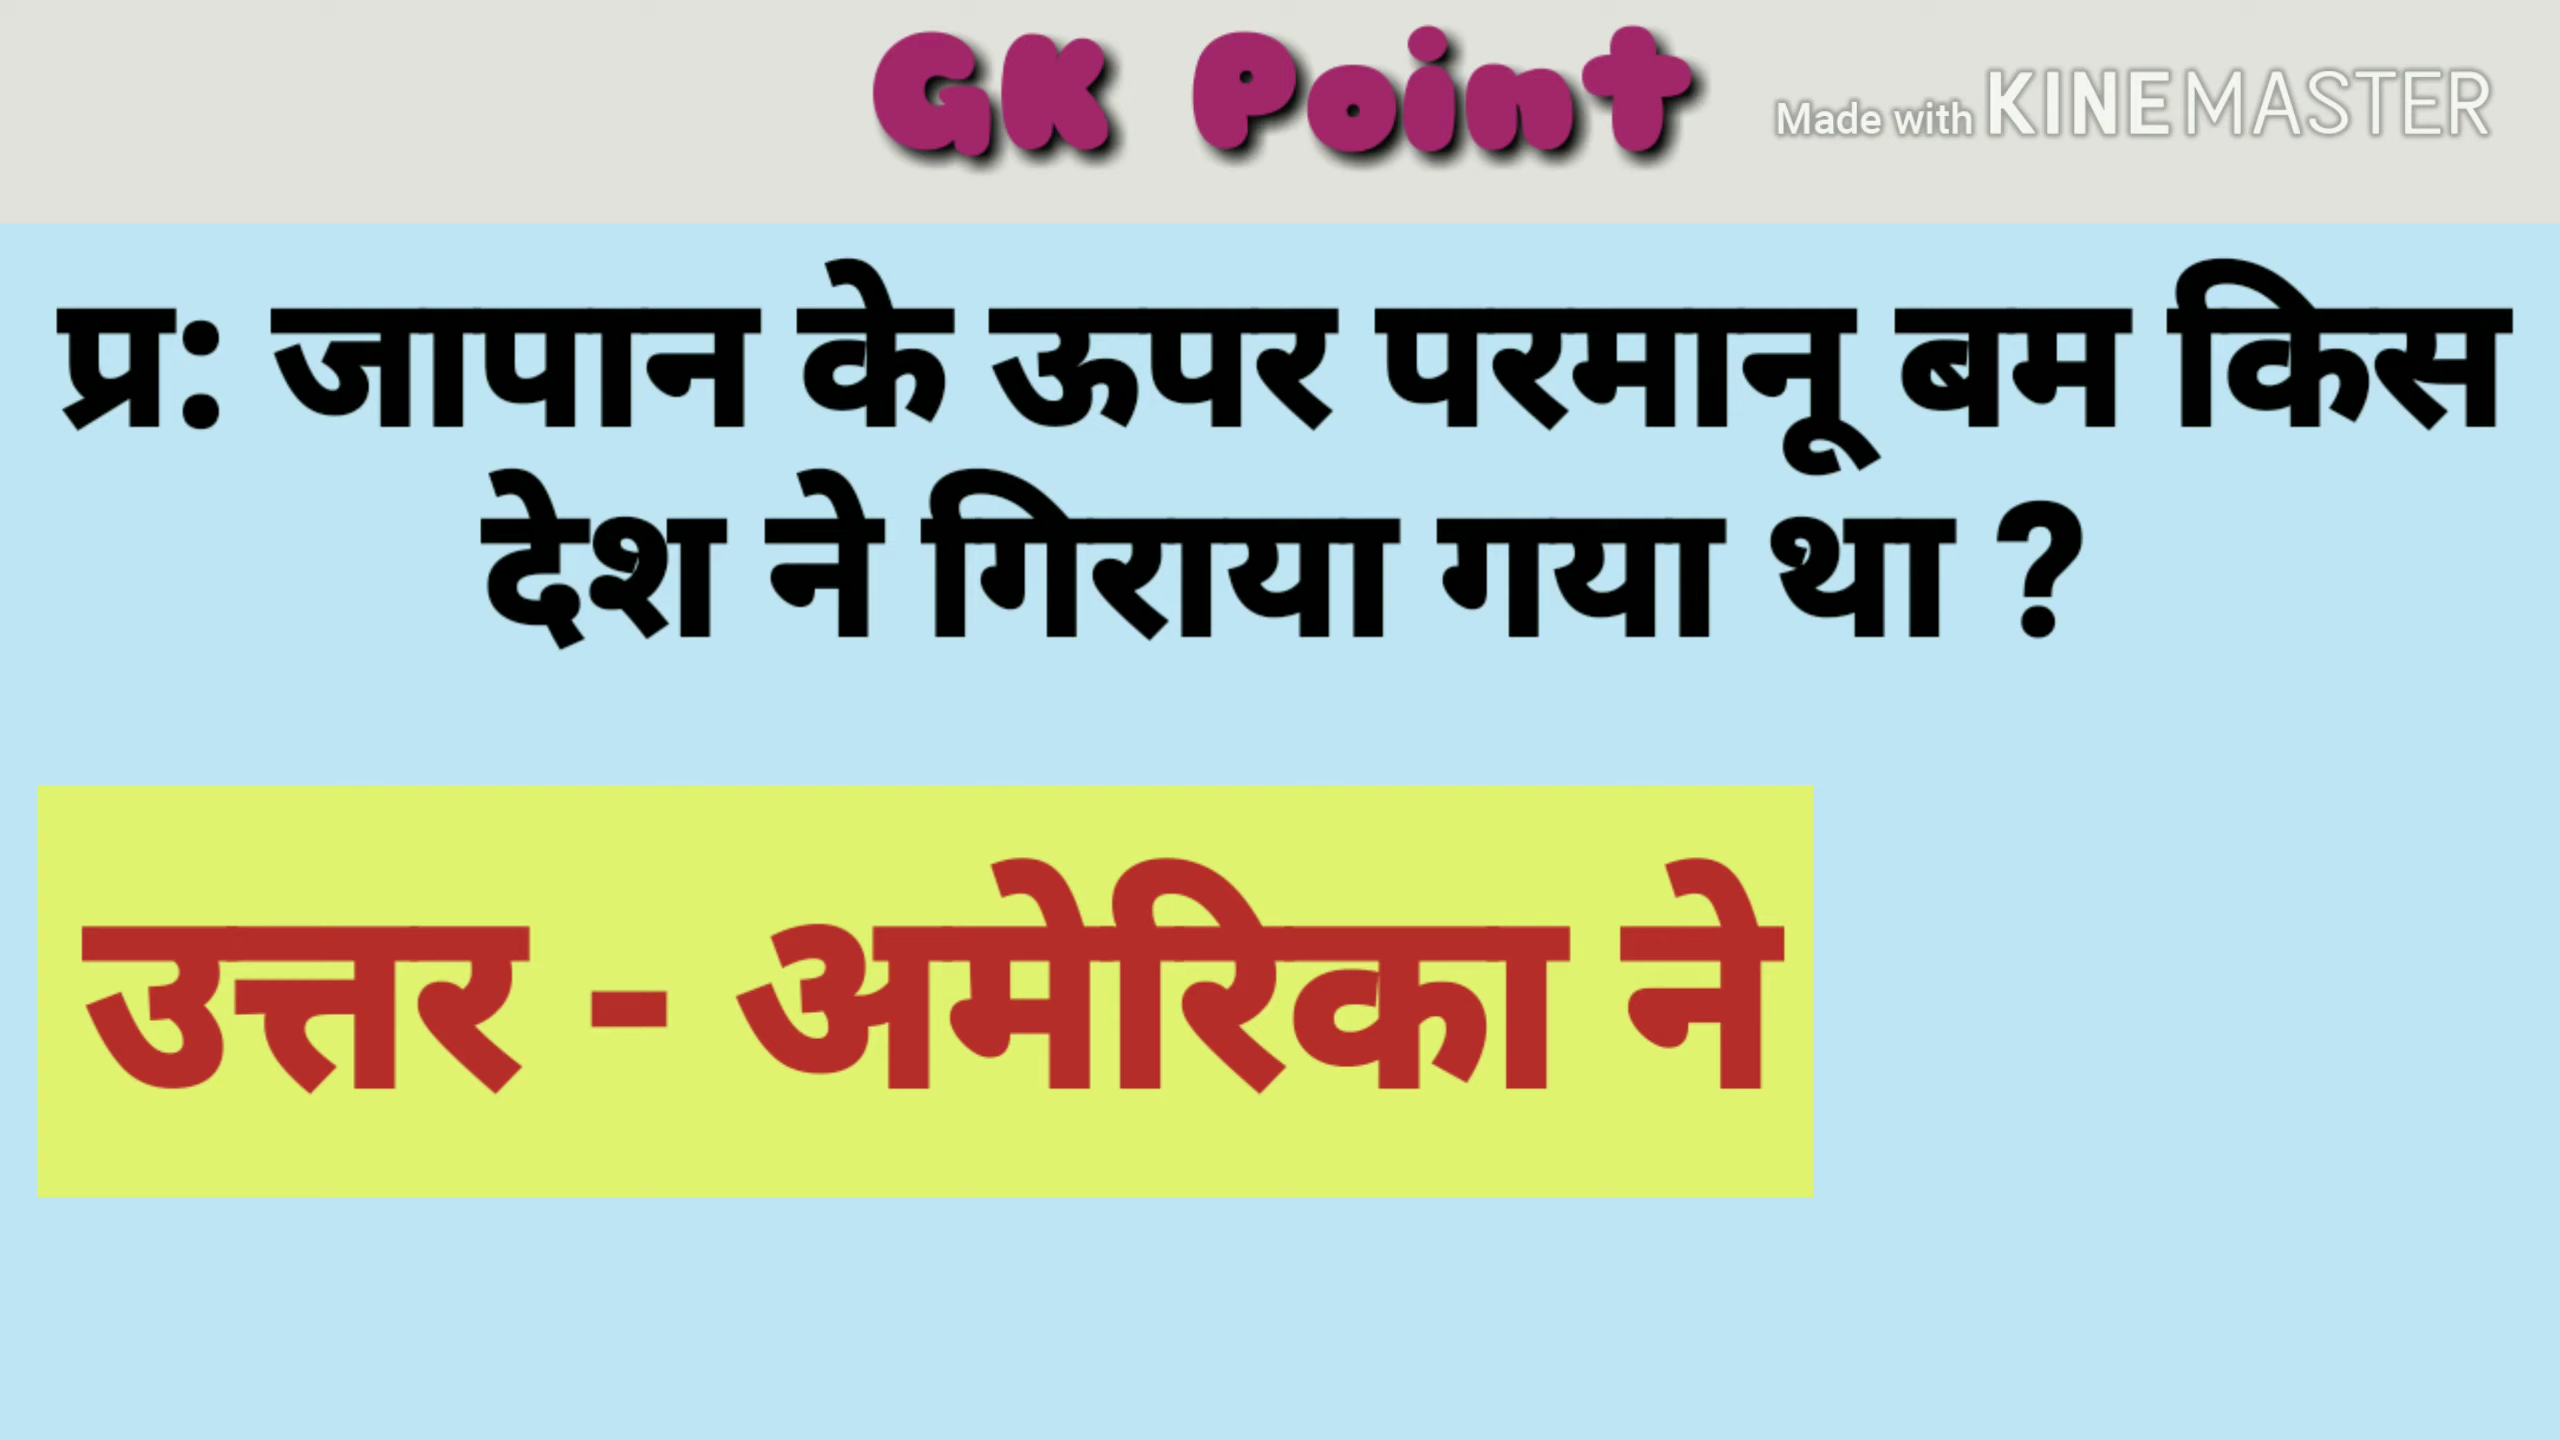 GK Point
Made with KINEMASTER
प्र: जापान के ऊपर परमानू बम किस
देश ने गिराया गया था ?
उत्तर - अमेरिका ने